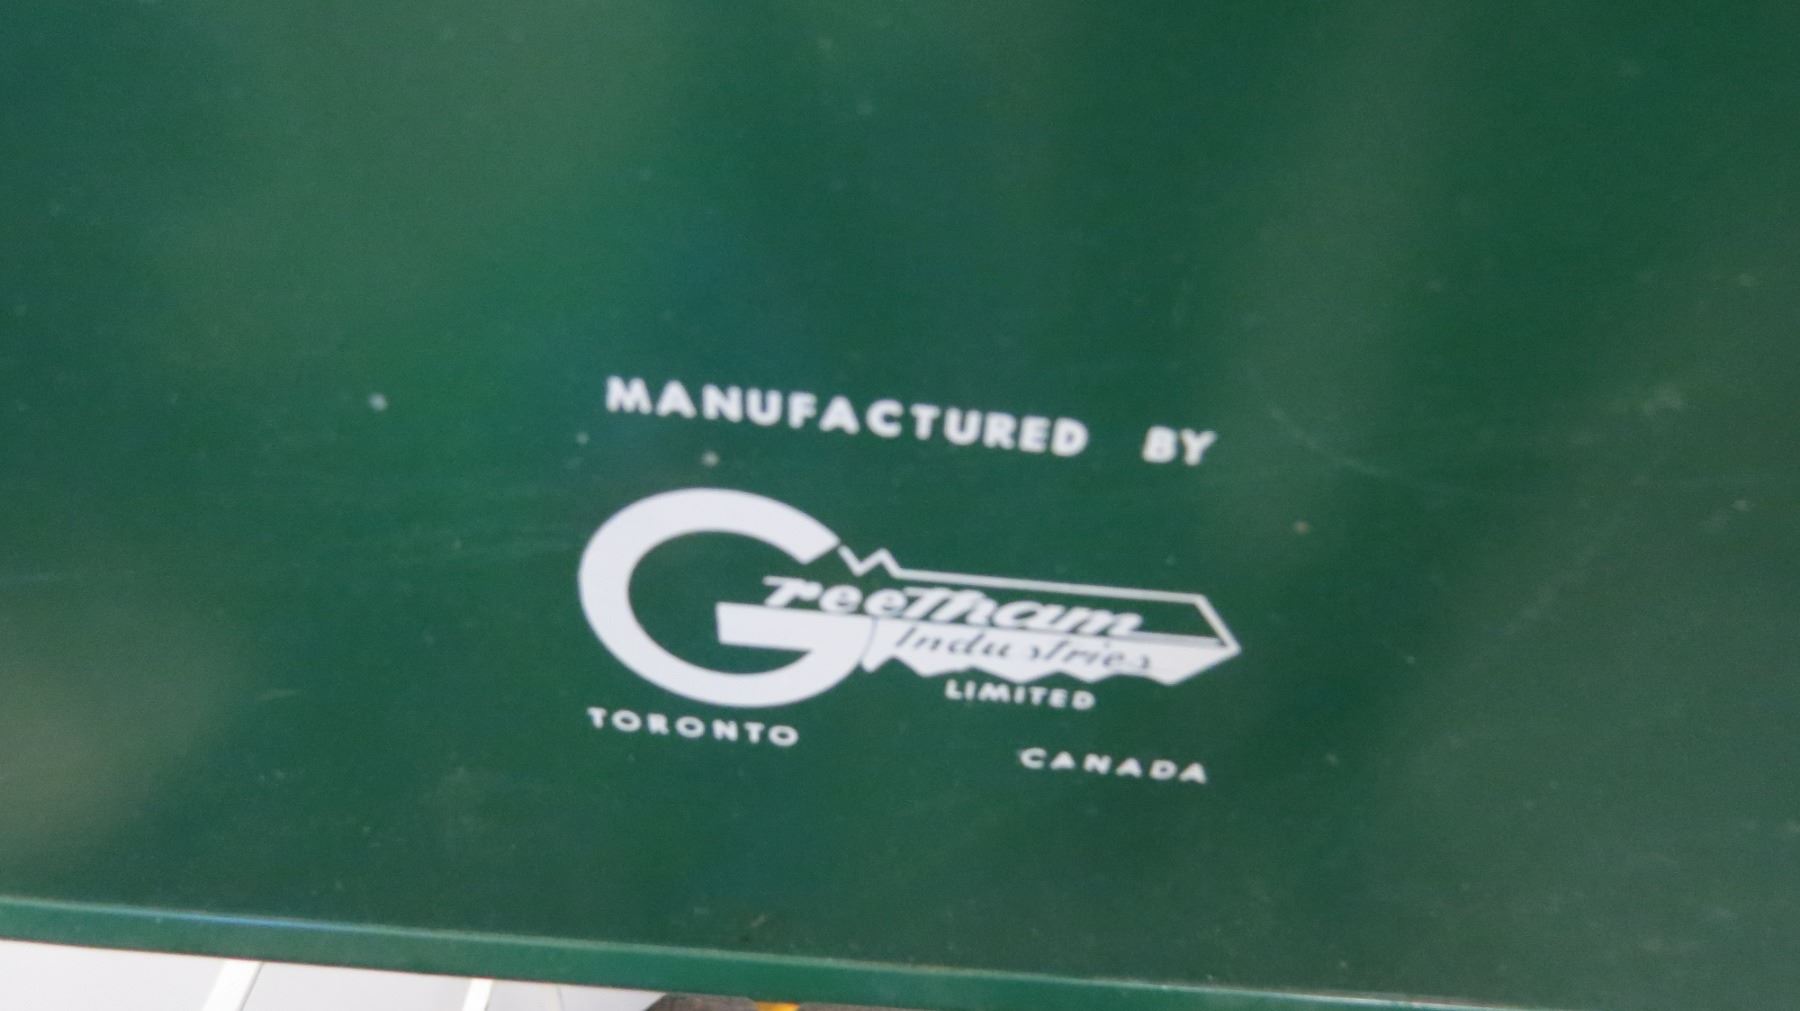 MANUFACTURED BY
Greetham
Industries
LIMITED
TORONTO
CANADA